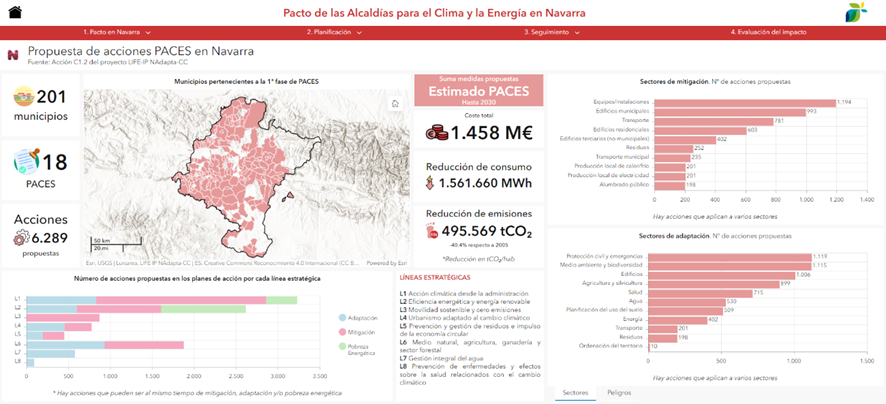 Pacto de las Alcaldías para el Clima y la Energía en Navarra
1. Pacto en Navarra
2. Planificación
3. Seguimiento
4. Evaluación del impacto
Propuesta de acciones PACES en Navarra
Fuente: Acción C1.2 del proyecto LIFE-IP NAdapta-CC
201
municipios
18
PACES
Acciones
6.289
propuestas
Municipios pertenecientes a la 1ª fase de PACES
50 km
20 mi
Esri, USGS | Lursarea, LIFE IP NAdapta-CC | ES: Creative Commons Reconocimiento 4.0 Internacional (CC B...
Powered by Esri
Suma medidas propuestas
Estimado PACES
Hasta 2030
Coste total
1.458 M€
Reducción de consumo
1.561.660 MWh
Reducción de emisiones
495.569 tCO₂
-40.4% respecto a 2005
*Reducción en tCO₂/hab
Sectores de mitigación. Nº de acciones propuestas
Equipos/instalaciones 1,194
Edificios municipales 993
Transporte 781
Edificios residenciales 603
Edificios terciarios (no municipales) 402
Residuos 252
Transporte municipal 235
Producción local de calor/frío 201
Producción local de electricidad 201
Alumbrado público 198
0 200 400 600 800 1.000 1.200 1.400
Hay acciones que aplican a varios sectores
Sectores de adaptación. Nº de acciones propuestas
Protección civil y emergencias 1.119
Medio ambiente y biodiversidad 1.115
Edificios 1.006
Agricultura y silvicultura 899
Salud 715
Agua 530
Planificación del uso del suelo 509
Energía 402
Transporte 201
Residuos 198
Ordenación del territorio 10
0 500 1.000 1.500
Hay acciones que aplican a varios sectores
Sectores
Peligros
Número de acciones propuestas en los planes de acción por cada línea estratégica
L1
L2
L3
L4
L5
L6
L7
L8
0 500 1.000 1.500 2.000 2.500 3.000 3.500
Adaptación
Mitigación
Pobreza
Energética
* Hay acciones que pueden ser al mismo tiempo de mitigación, adaptación y/o pobreza energética
LÍNEAS ESTRATÉGICAS
L1 Acción climática desde la administración
L2 Eficiencia energética y energía renovable
L3 Movilidad sostenible y cero emisiones
L4 Urbanismo adaptado al cambio climático
L5 Prevención y gestión de residuos e impulso
de la economía circular
L6 Medio natural, agricultura, ganadería y
sector forestal
L7 Gestión integral del agua
L8 Prevención de enfermedades y efectos
sobre la salud relacionados con el cambio
climático